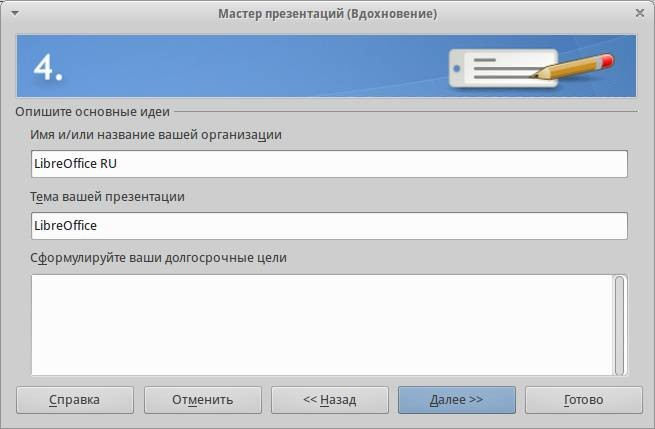 Мастер презентаций (Вдохновение)
4.
Опишите основные идеи
Имя и/или название вашей организации
LibreOffice RU
Тема вашей презентации
LibreOffice
Сформулируйте ваши долгосрочные цели
Справка Отменить << Назад Далее >> Готово